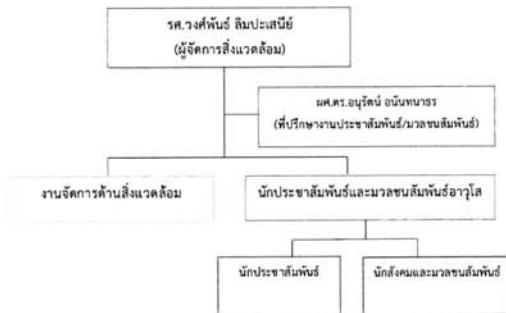 รศ.วงศ์พันธ์ ลิมปะเสนีย์
(ผู้จัดการสิ่งแวดล้อม)
ผศ.ดร.อนุรัตน์ อนันทนาธร
(ที่ปรึกษางานประชาสัมพันธ์/มวลชนสัมพันธ์)
งานจัดการด้านสิ่งแวดล้อม
นักประชาสัมพันธ์และมวลชนสัมพันธ์อาวุโส
นักประชาสัมพันธ์
นักสังคมและมวลชนสัมพันธ์